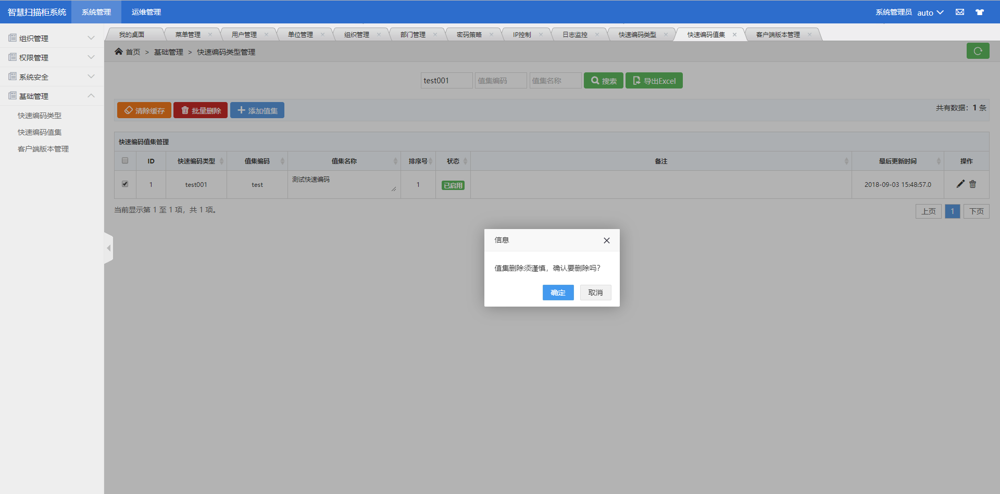 智慧扫描柜系统 系统管理 运维管理 系统管理员 auto
组织管理
权限管理
系统安全
基础管理
快速编码类型
快速编码值集
客户端版本管理
我的桌面 菜单管理 用户管理 单位管理 组织管理 部门管理 密码策略 IP控制 日志监控 快速编码类型 快速编码值集 客户端版本管理
首页 > 基础管理 > 快速编码类型管理
test001 值集编码 值集名称 搜索 导出Excel
清除缓存 批量删除 添加值集 共有数据：1 条
快速编码值集管理
ID 快速编码类型 值集编码 值集名称 排序号 状态 备注 最后更新时间 操作
1 test001 test 测试快速编码 1 已启用 2018-09-03 15:48:57.0
当前显示第 1 至 1 项，共 1 项。 上页 1 下页
信息
值集删除须谨慎，确认要删除吗？
确定 取消